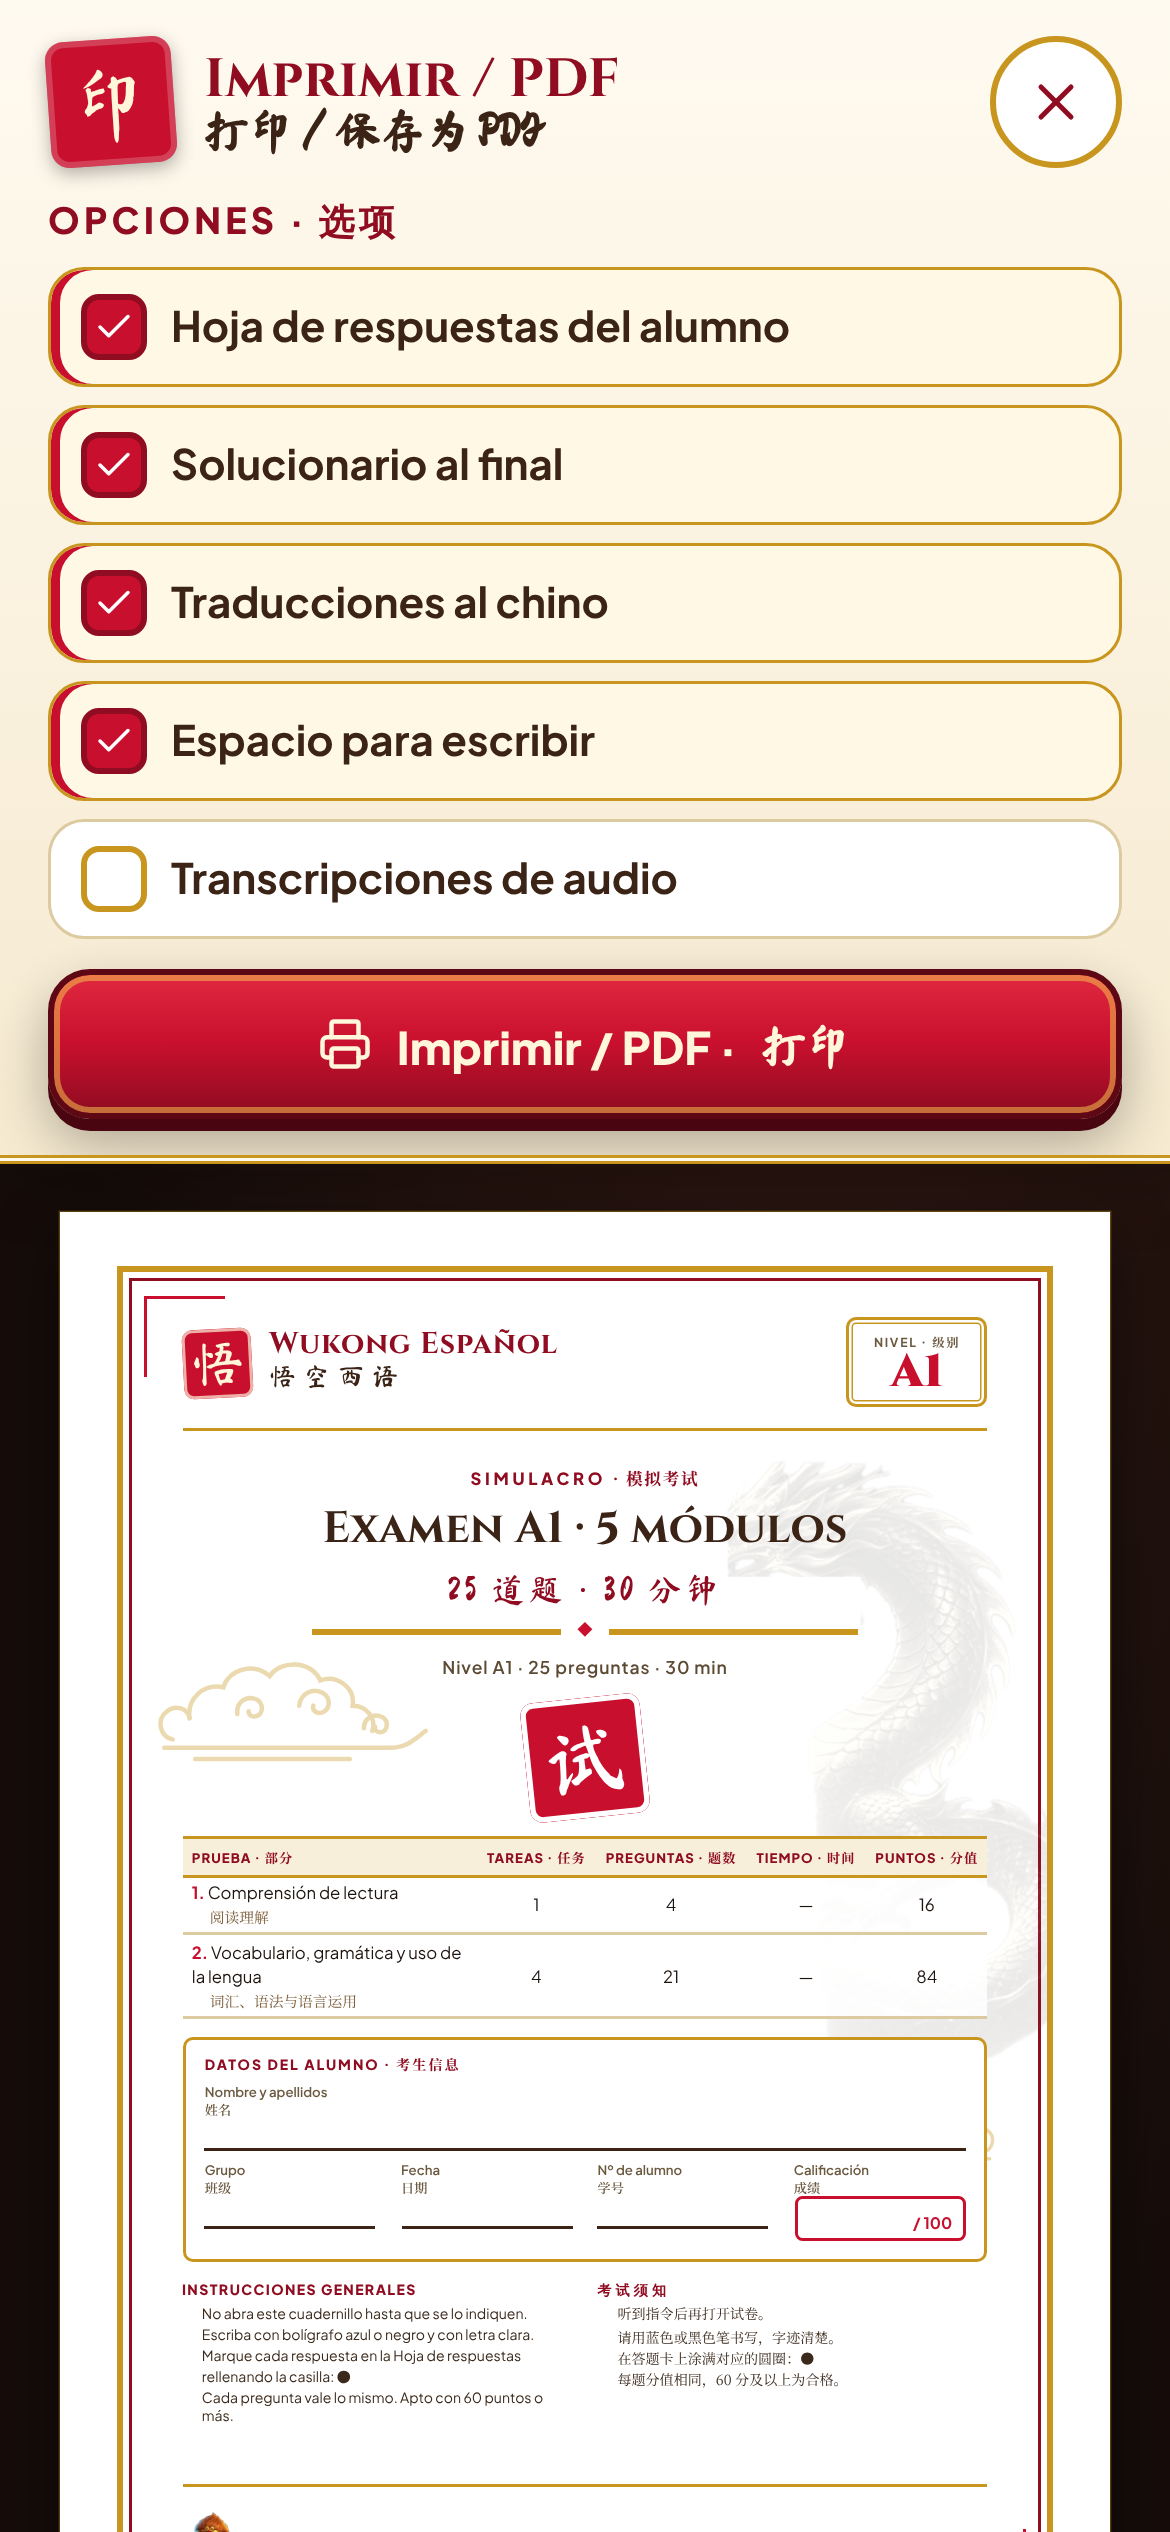 印
Imprimir / PDF
打印 / 保存为 PDF
OPCIONES · 选项
Hoja de respuestas del alumno
Solucionario al final
Traducciones al chino
Espacio para escribir
Transcripciones de audio
Imprimir / PDF · 打印
悟
Wukong Español
悟空西语
NIVEL · 级别
A1
SIMULACRO · 模拟考试
Examen A1 · 5 módulos
25 道题 · 30 分钟
Nivel A1 · 25 preguntas · 30 min
试
PRUEBA · 部分 TAREAS · 任务 PREGUNTAS · 题数 TIEMPO · 时间 PUNTOS · 分值
1. Comprensión de lectura 1 4 — 16
阅读理解
2. Vocabulario, gramática y uso de
la lengua 4 21 — 84
词汇、语法与语言运用
DATOS DEL ALUMNO · 考生信息
Nombre y apellidos
姓名
Grupo Fecha Nº de alumno Calificación
班级 日期 学号 成绩
/ 100
INSTRUCCIONES GENERALES
No abra este cuadernillo hasta que se lo indiquen.
Escriba con bolígrafo azul o negro y con letra clara.
Marque cada respuesta en la Hoja de respuestas
rellenando la casilla: ●
Cada pregunta vale lo mismo. Apto con 60 puntos o
más.
考试须知
听到指令后再打开试卷。
请用蓝色或黑色笔书写，字迹清楚。
在答题卡上涂满对应的圆圈：●
每题分值相同，60 分及以上为合格。